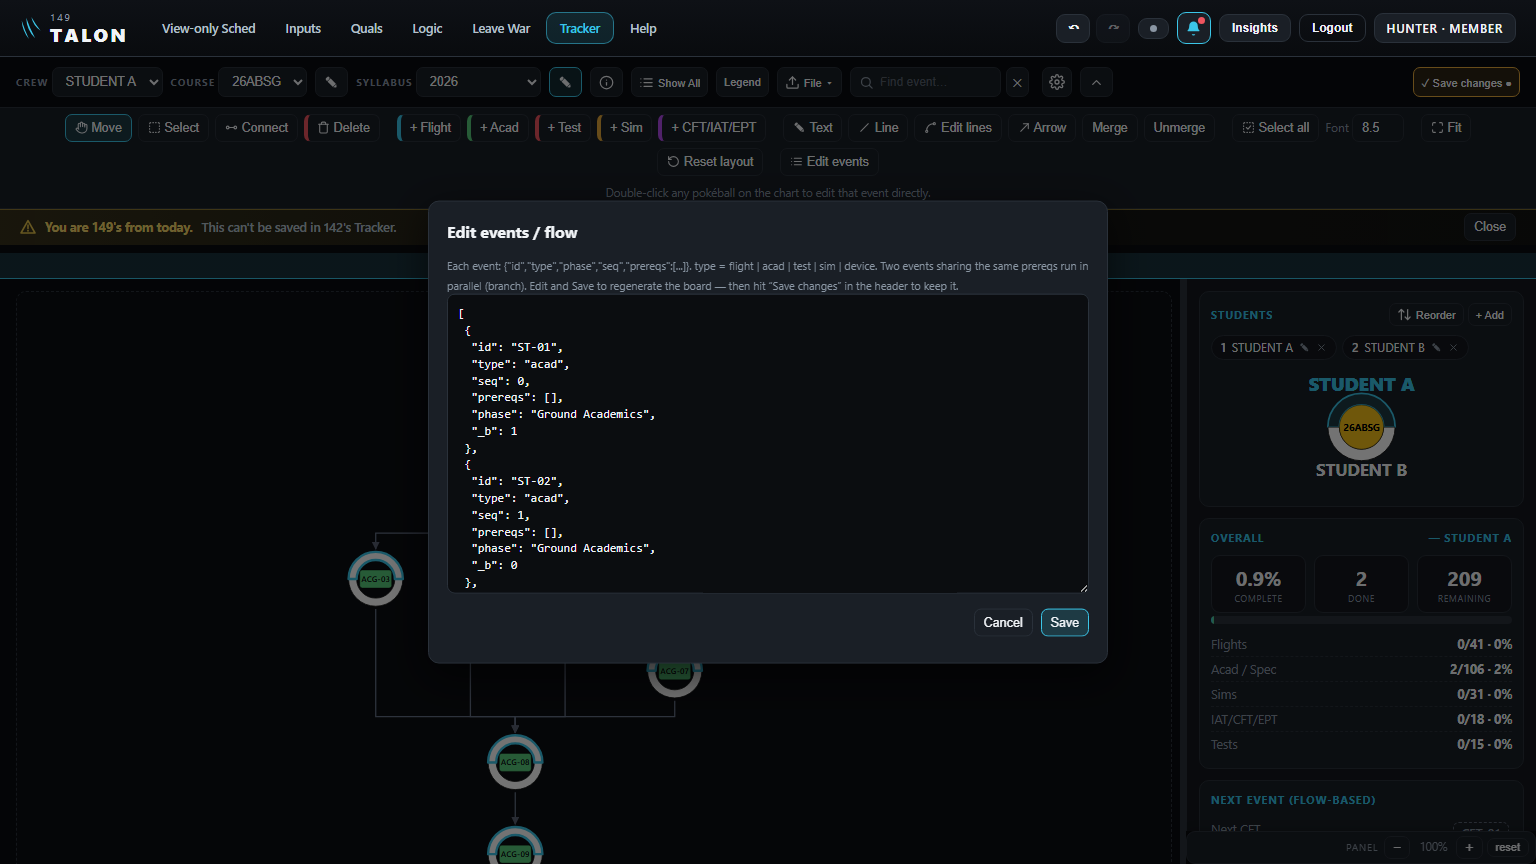 149
TALON
View-only Sched
Inputs
Quals
Logic
Leave War
Tracker
Help
Insights
Logout
HUNTER · MEMBER
CREW STUDENT A
COURSE 26ABSG
SYLLABUS 2026
Show All
Legend
File
Find event...
Save changes
Move
Select
Connect
Delete
+ Flight
+ Acad
+ Test
+ Sim
+ CFT/IAT/EPT
Text
Line
Edit lines
Arrow
Merge
Unmerge
Select all
Font 8.5
Fit
Reset layout
Edit events
Double-click any pokéball on the chart to edit that event directly.
You are 149's from today. This can't be saved in 142's Tracker.
Close
Edit events / flow
Each event: {"id","type","phase","seq","prereqs":[...]}. type = flight | acad | test | sim | device. Two events sharing the same prereqs run in
parallel (branch). Edit and Save to regenerate the board — then hit "Save changes" in the header to keep it.
[
{
"id": "ST-01",
"type": "acad",
"seq": 0,
"prereqs": [],
"phase": "Ground Academics",
"_b": 1
},
{
"id": "ST-02",
"type": "acad",
"seq": 1,
"prereqs": [],
"phase": "Ground Academics",
"_b": 0
},
Cancel
Save
ACG-03
ACG-07
ACG-08
ACG-09
STUDENTS
Reorder
+ Add
1 STUDENT A
2 STUDENT B
STUDENT A
26ABSG
STUDENT B
OVERALL
— STUDENT A
0.9%
COMPLETE
2
DONE
209
REMAINING
Flights 0/41 · 0%
Acad / Spec 2/106 · 2%
Sims 0/31 · 0%
IAT/CFT/EPT 0/18 · 0%
Tests 0/15 · 0%
NEXT EVENT (FLOW-BASED)
Next CFT
PANEL − 100% + reset